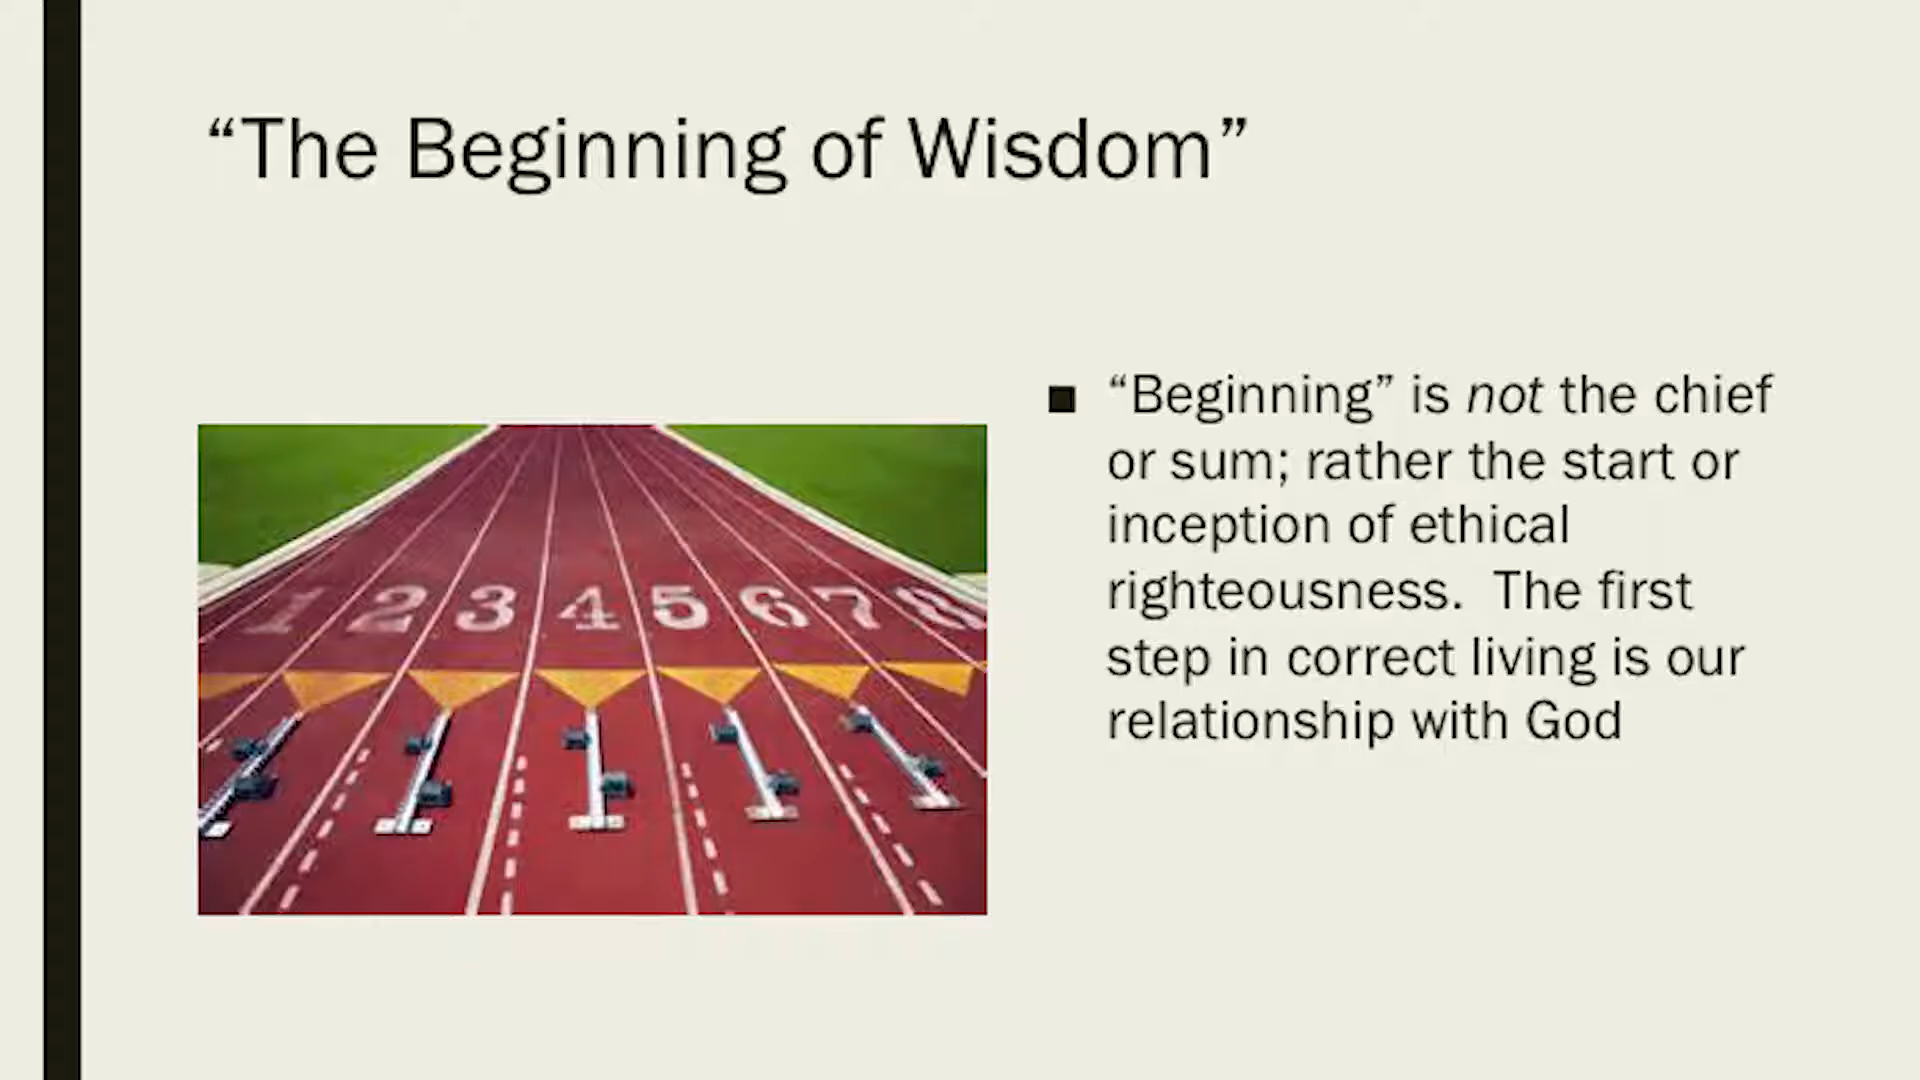 “The Beginning of Wisdom”
“Beginning” is not the chief
or sum; rather the start or
inception of ethical
righteousness.  The first
step in correct living is our
relationship with God
1 2 3 4 5 6 7 8